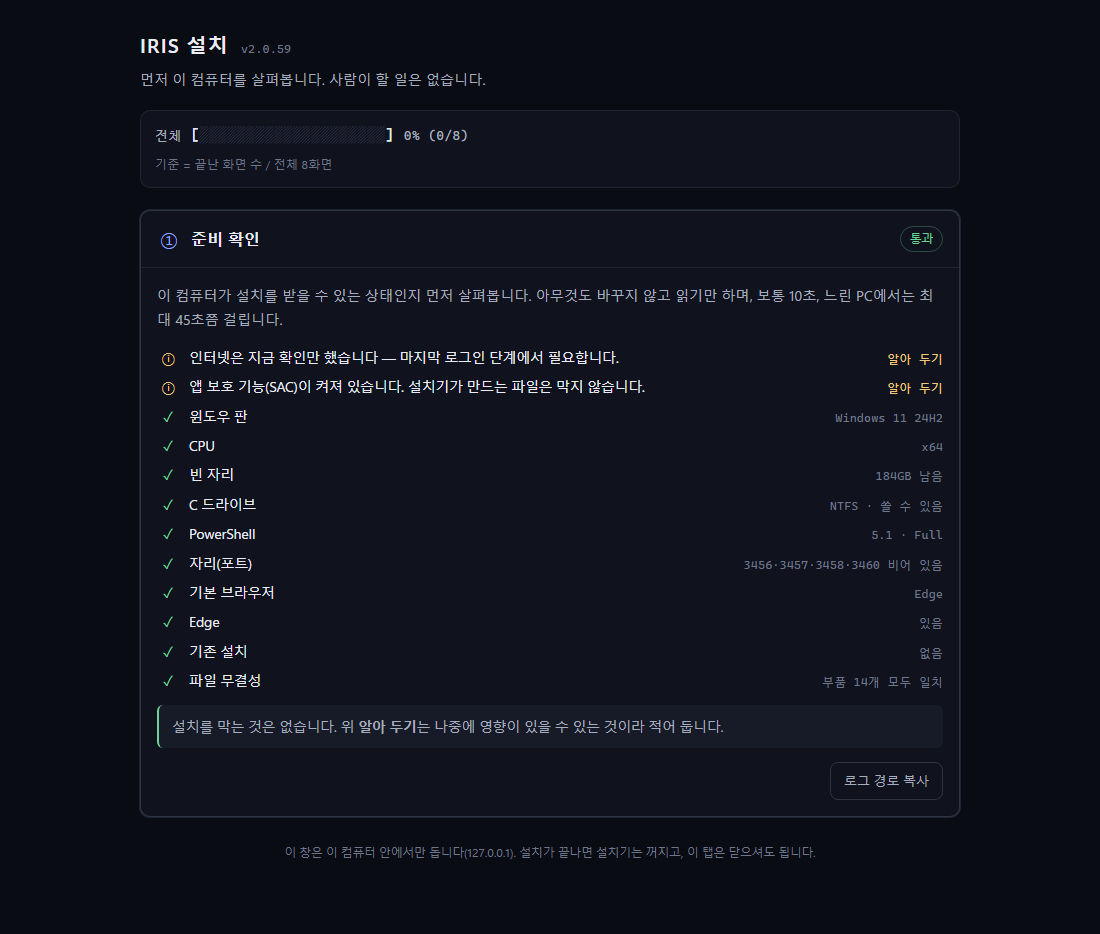 IRIS 설치 v2.0.59
먼저 이 컴퓨터를 살펴봅니다. 사람이 할 일은 없습니다.
전체 [░░░░░░░░░░░░░░░░░░░░░░░░] 0% (0/8)
기준 = 끝난 화면 수 / 전체 8화면
① 준비 확인 통과
이 컴퓨터가 설치를 받을 수 있는 상태인지 먼저 살펴봅니다. 아무것도 바꾸지 않고 읽기만 하며, 보통 10초, 느린 PC에서는 최
대 45초쯤 걸립니다.
ⓘ 인터넷은 지금 확인만 했습니다 — 마지막 로그인 단계에서 필요합니다. 알아 두기
ⓘ 앱 보호 기능(SAC)이 켜져 있습니다. 설치기가 만드는 파일은 막지 않습니다. 알아 두기
✓ 윈도우 판 Windows 11 24H2
✓ CPU x64
✓ 빈 자리 184GB 남음
✓ C 드라이브 NTFS · 쓸 수 있음
✓ PowerShell 5.1 · Full
✓ 자리(포트) 3456·3457·3458·3460 비어 있음
✓ 기본 브라우저 Edge
✓ Edge 있음
✓ 기존 설치 없음
✓ 파일 무결성 부품 14개 모두 일치
설치를 막는 것은 없습니다. 위 알아 두기는 나중에 영향이 있을 수 있는 것이라 적어 둡니다.
로그 경로 복사
이 창은 이 컴퓨터 안에서만 돕니다(127.0.0.1). 설치가 끝나면 설치기는 꺼지고, 이 탭은 닫으셔도 됩니다.